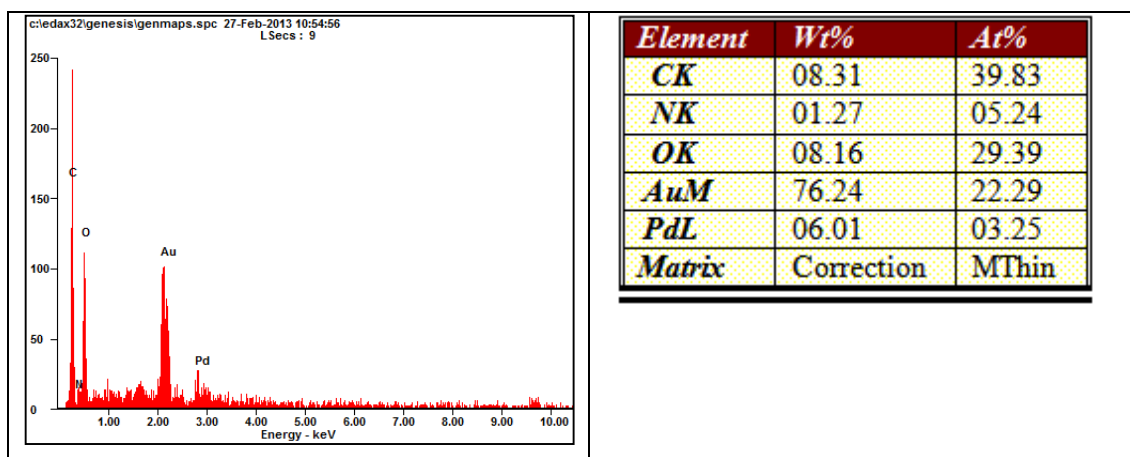 c:\edax32\genesis\genmaps.spc 27-Feb-2013 10:54:56
LSecs : 9
250
200
150
100
50
0
C
O
N
Au
Pd
1.00 2.00 3.00 4.00 5.00 6.00 7.00 8.00 9.00 10.00
Energy - keV
Element Wt% At%
CK 08.31 39.83
NK 01.27 05.24
OK 08.16 29.39
AuM 76.24 22.29
PdL 06.01 03.25
Matrix Correction MThin